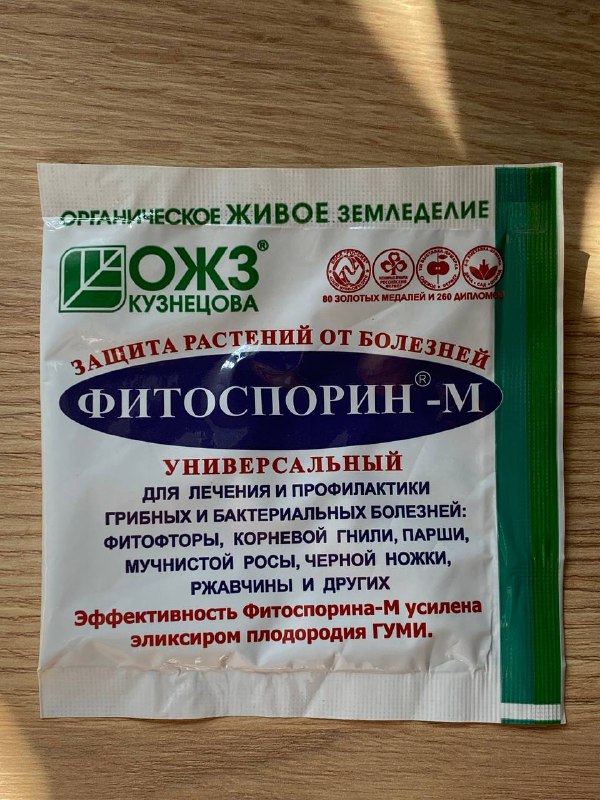 ОРГАНИЧЕСКОЕ ЖИВОЕ ЗЕМЛЕДЕЛИЕ
ОЖЗ®
КУЗНЕЦОВА
80 ЗОЛОТЫХ МЕДАЛЕЙ И 260 ДИПЛОМОВ
ЗАЩИТА РАСТЕНИЙ ОТ БОЛЕЗНЕЙ
ФИТОСПОРИН®-М
УНИВЕРСАЛЬНЫЙ
ДЛЯ ЛЕЧЕНИЯ И ПРОФИЛАКТИКИ
ГРИБНЫХ И БАКТЕРИАЛЬНЫХ БОЛЕЗНЕЙ:
ФИТОФТОРЫ, КОРНЕВОЙ ГНИЛИ, ПАРШИ,
МУЧНИСТОЙ РОСЫ, ЧЕРНОЙ НОЖКИ,
РЖАВЧИНЫ И ДРУГИХ
Эффективность Фитоспорина-М усилена
эликсиром плодородия ГУМИ.